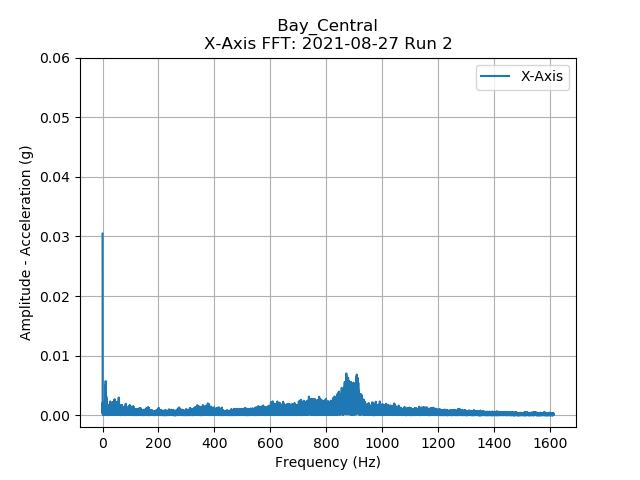 Bay_Central
X-Axis FFT: 2021-08-27 Run 2
X-Axis
0.06
0.05
0.04
0.03
0.02
0.01
0.00
Amplitude - Acceleration (g)
0 200 400 600 800 1000 1200 1400 1600
Frequency (Hz)